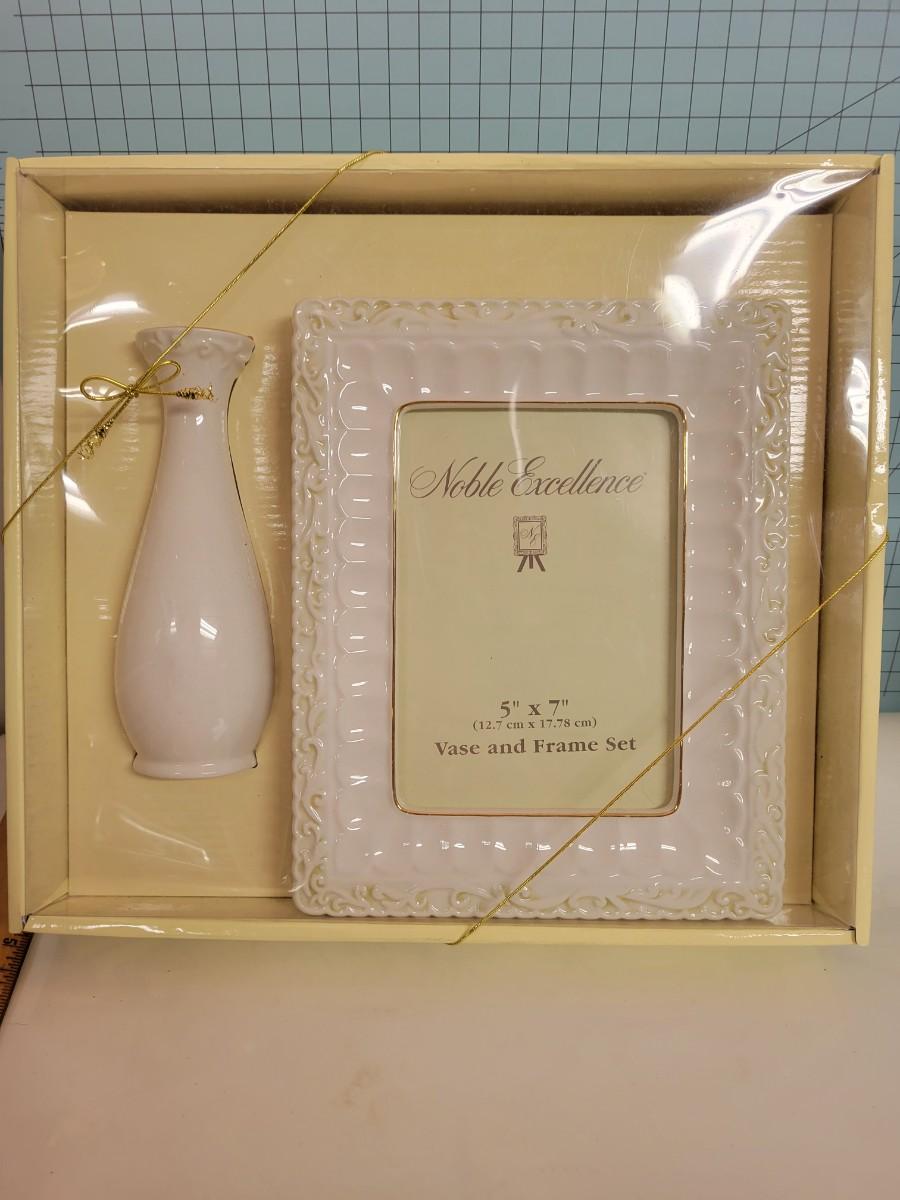 Noble Excellence
5" x 7"
(12.7 cm x 17.78 cm)
Vase and Frame Set